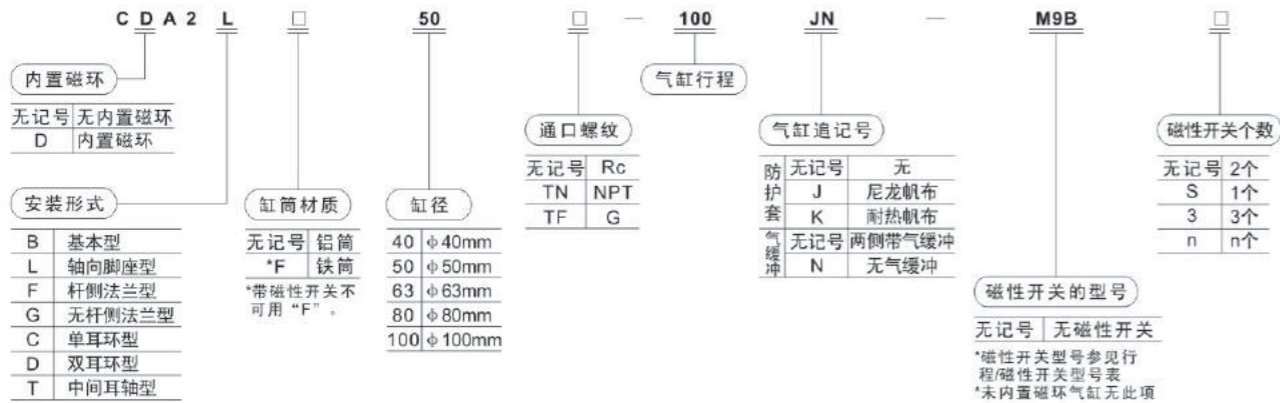 C D A 2 L □ 50 □ — 100 JN — M9B □
内置磁环
无记号 无内置磁环
D 内置磁环
安装形式
B 基本型
L 轴向脚座型
F 杆侧法兰型
G 无杆侧法兰型
C 单耳环型
D 双耳环型
T 中间耳轴型
缸筒材质
无记号 铝筒
*F 铁筒
*带磁性开关不
可用“F”。
缸径
40 φ40mm
50 φ50mm
63 φ63mm
80 φ80mm
100 φ100mm
通口螺纹
无记号 Rc
TN NPT
TF G
气缸行程
气缸追记号
防护套
无记号 无
J 尼龙帆布
K 耐热帆布
气缓冲
无记号 两侧带气缓冲
N 无气缓冲
磁性开关的型号
无记号 无磁性开关
*磁性开关型号参见行
程/磁性开关型号表
*未内置磁环气缸无此项
磁性开关个数
无记号 2个
S 1个
3 3个
n n个